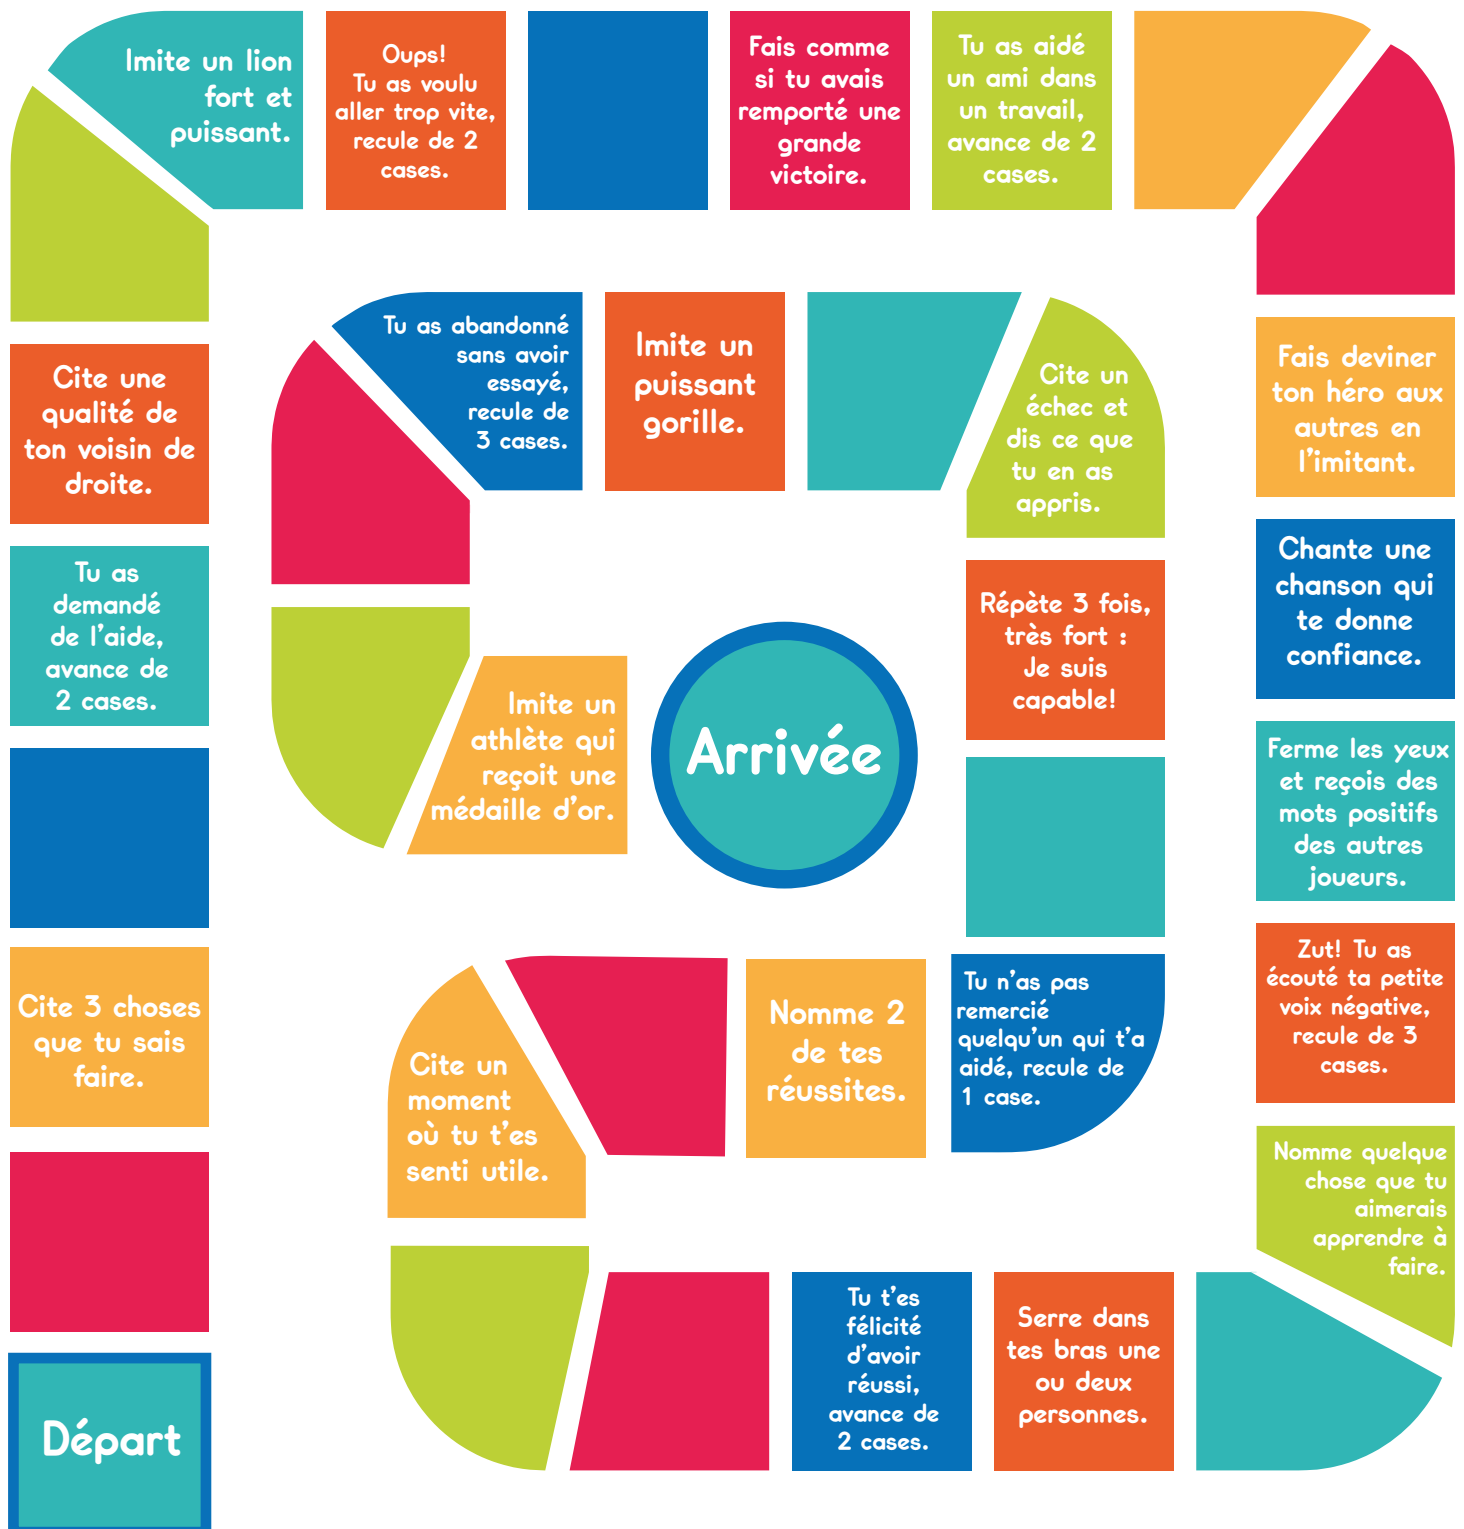 Imite un lion
fort et
puissant.
Oups!
Tu as voulu
aller trop vite,
recule de 2
cases.
Fais comme
si tu avais
remporté une
grande
victoire.
Tu as aidé
un ami dans
un travail,
avance de 2
cases.
Tu as abandonné
sans avoir
essayé,
recule de
3 cases.
Imite un
puissant
gorille.
Cite un
échec et
dis ce que
tu en as
appris.
Fais deviner
ton héro aux
autres en
l'imitant.
Cite une
qualité de
ton voisin de
droite.
Tu as
demandé
de l'aide,
avance de
2 cases.
Répète 3 fois,
très fort :
Je suis
capable!
Chante une
chanson qui
te donne
confiance.
Imite un
athlète qui
reçoit une
médaille d'or.
Arrivée
Ferme les yeux
et reçois des
mots positifs
des autres
joueurs.
Cite 3 choses
que tu sais
faire.
Cite un
moment
où tu t'es
senti utile.
Nomme 2
de tes
réussites.
Tu n'as pas
remercié
quelqu'un qui t'a
aidé, recule de
1 case.
Zut! Tu as
écouté ta petite
voix négative,
recule de 3
cases.
Nomme quelque
chose que tu
aimerais
apprendre à
faire.
Tu t'es
félicité
d'avoir
réussi,
avance de
2 cases.
Serre dans
tes bras une
ou deux
personnes.
Départ